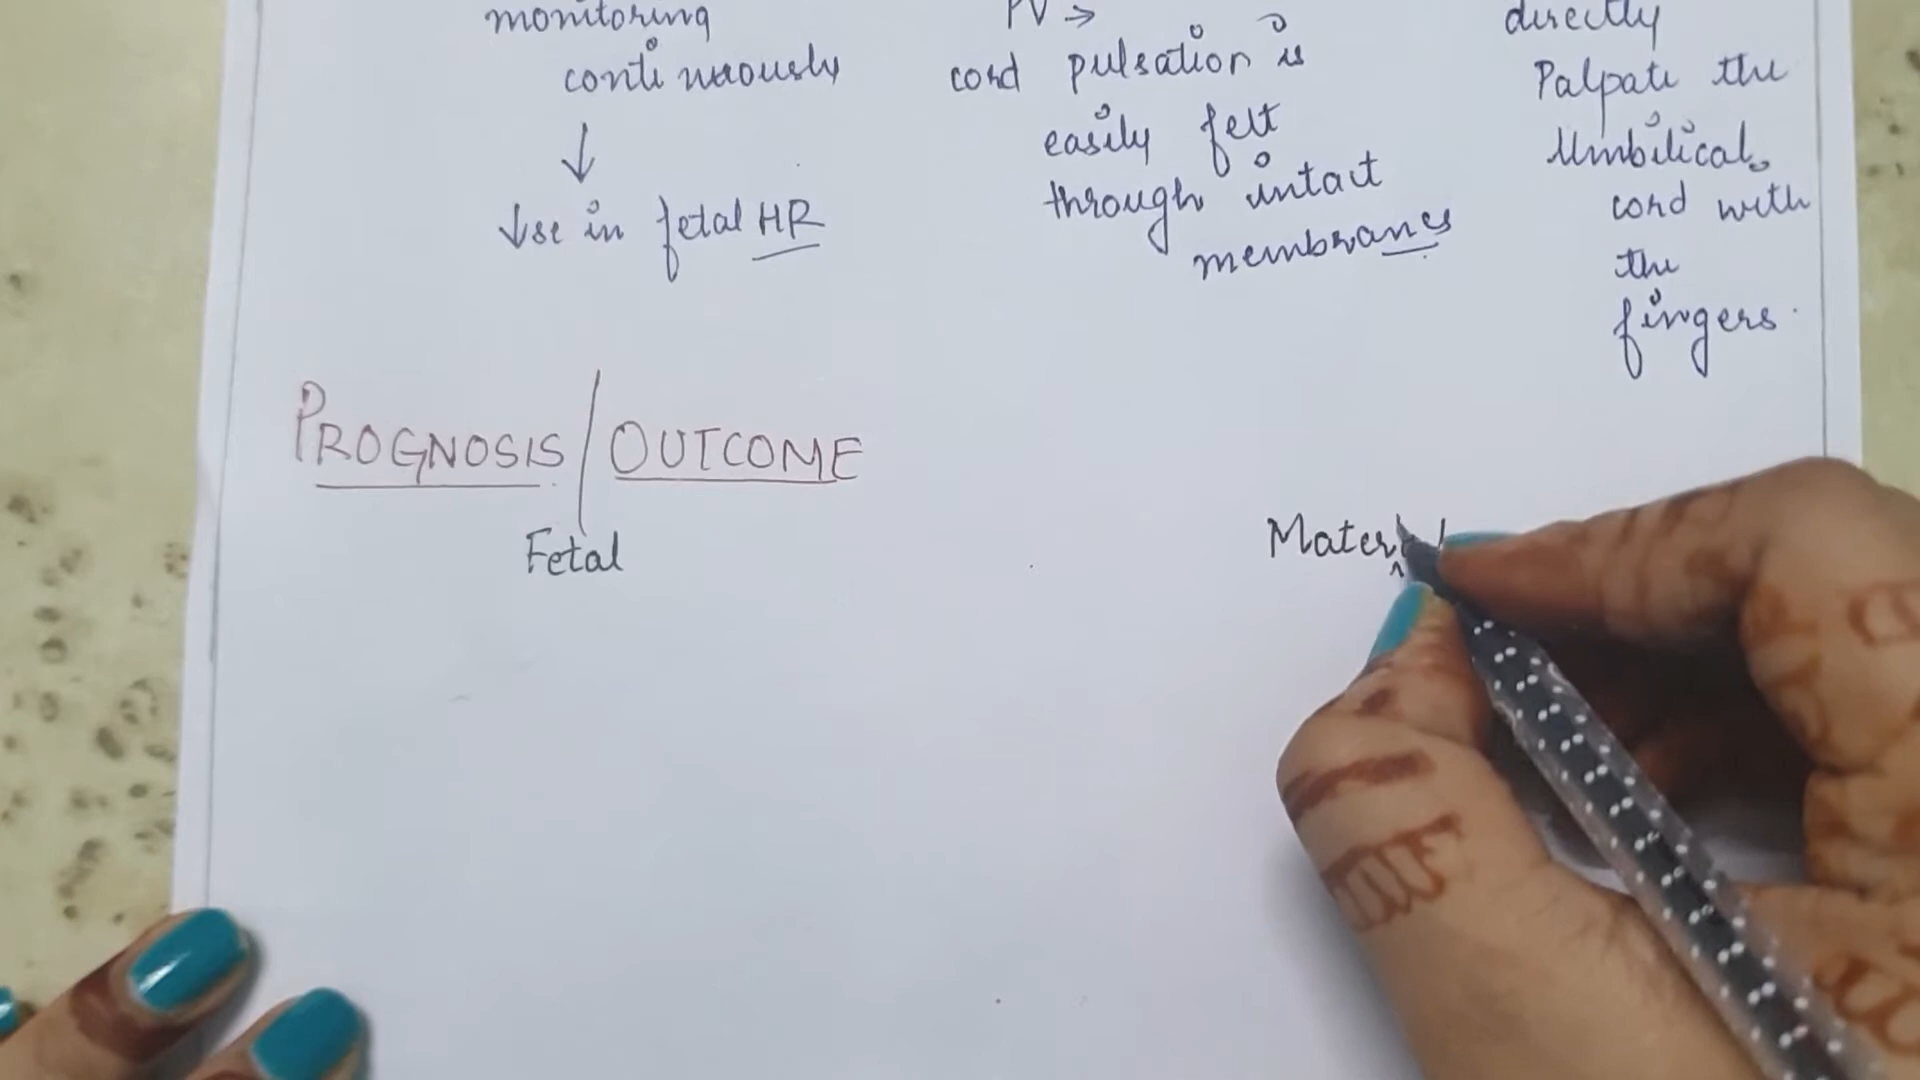 monitoring
continuously
↓
↓se in fetal HR
PV →
cord pulsation is
easily felt
through intact
membranes
directly
Palpate the
Umbilical
cord with
the
fingers.
PROGNOSIS / OUTCOME
Fetal